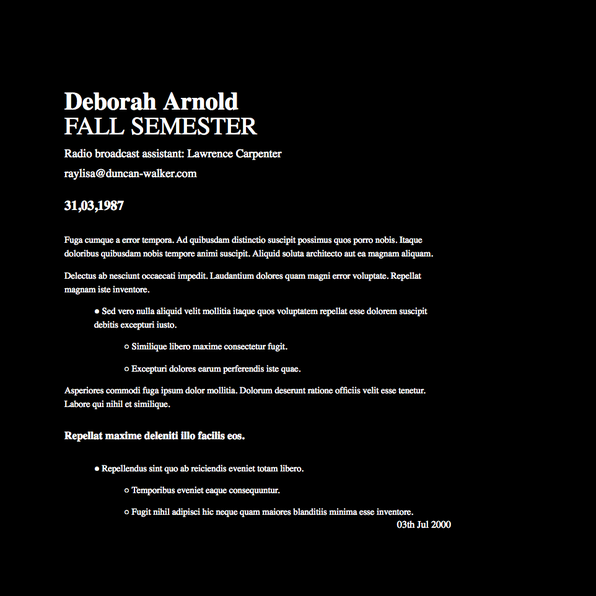 Deborah Arnold
FALL SEMESTER
Radio broadcast assistant: Lawrence Carpenter
raylisa@duncan-walker.com
31,03,1987
Fuga cumque a error tempora. Ad quibusdam distinctio suscipit possimus quos porro nobis. Itaque
doloribus quibusdam nobis tempore animi suscipit. Aliquid soluta architecto aut ea magnam aliquam.
Delectus ab nesciunt occaecati impedit. Laudantium dolores quam magni error voluptate. Repellat
magnam iste inventore.
● Sed vero nulla aliquid velit mollitia itaque quos voluptatem repellat esse dolorem suscipit
debitis excepturi iusto.
○ Similique libero maxime consectetur fugit.
○ Excepturi dolores earum perferendis iste quae.
Asperiores commodi fuga ipsum dolor mollitia. Dolorum deserunt ratione officiis velit esse tenetur.
Labore qui nihil et similique.
Repellat maxime deleniti illo facilis eos.
● Repellendus sint quo ab reiciendis eveniet totam libero.
○ Temporibus eveniet eaque consequuntur.
○ Fugit nihil adipisci hic neque quam maiores blanditiis minima esse inventore.
03th Jul 2000